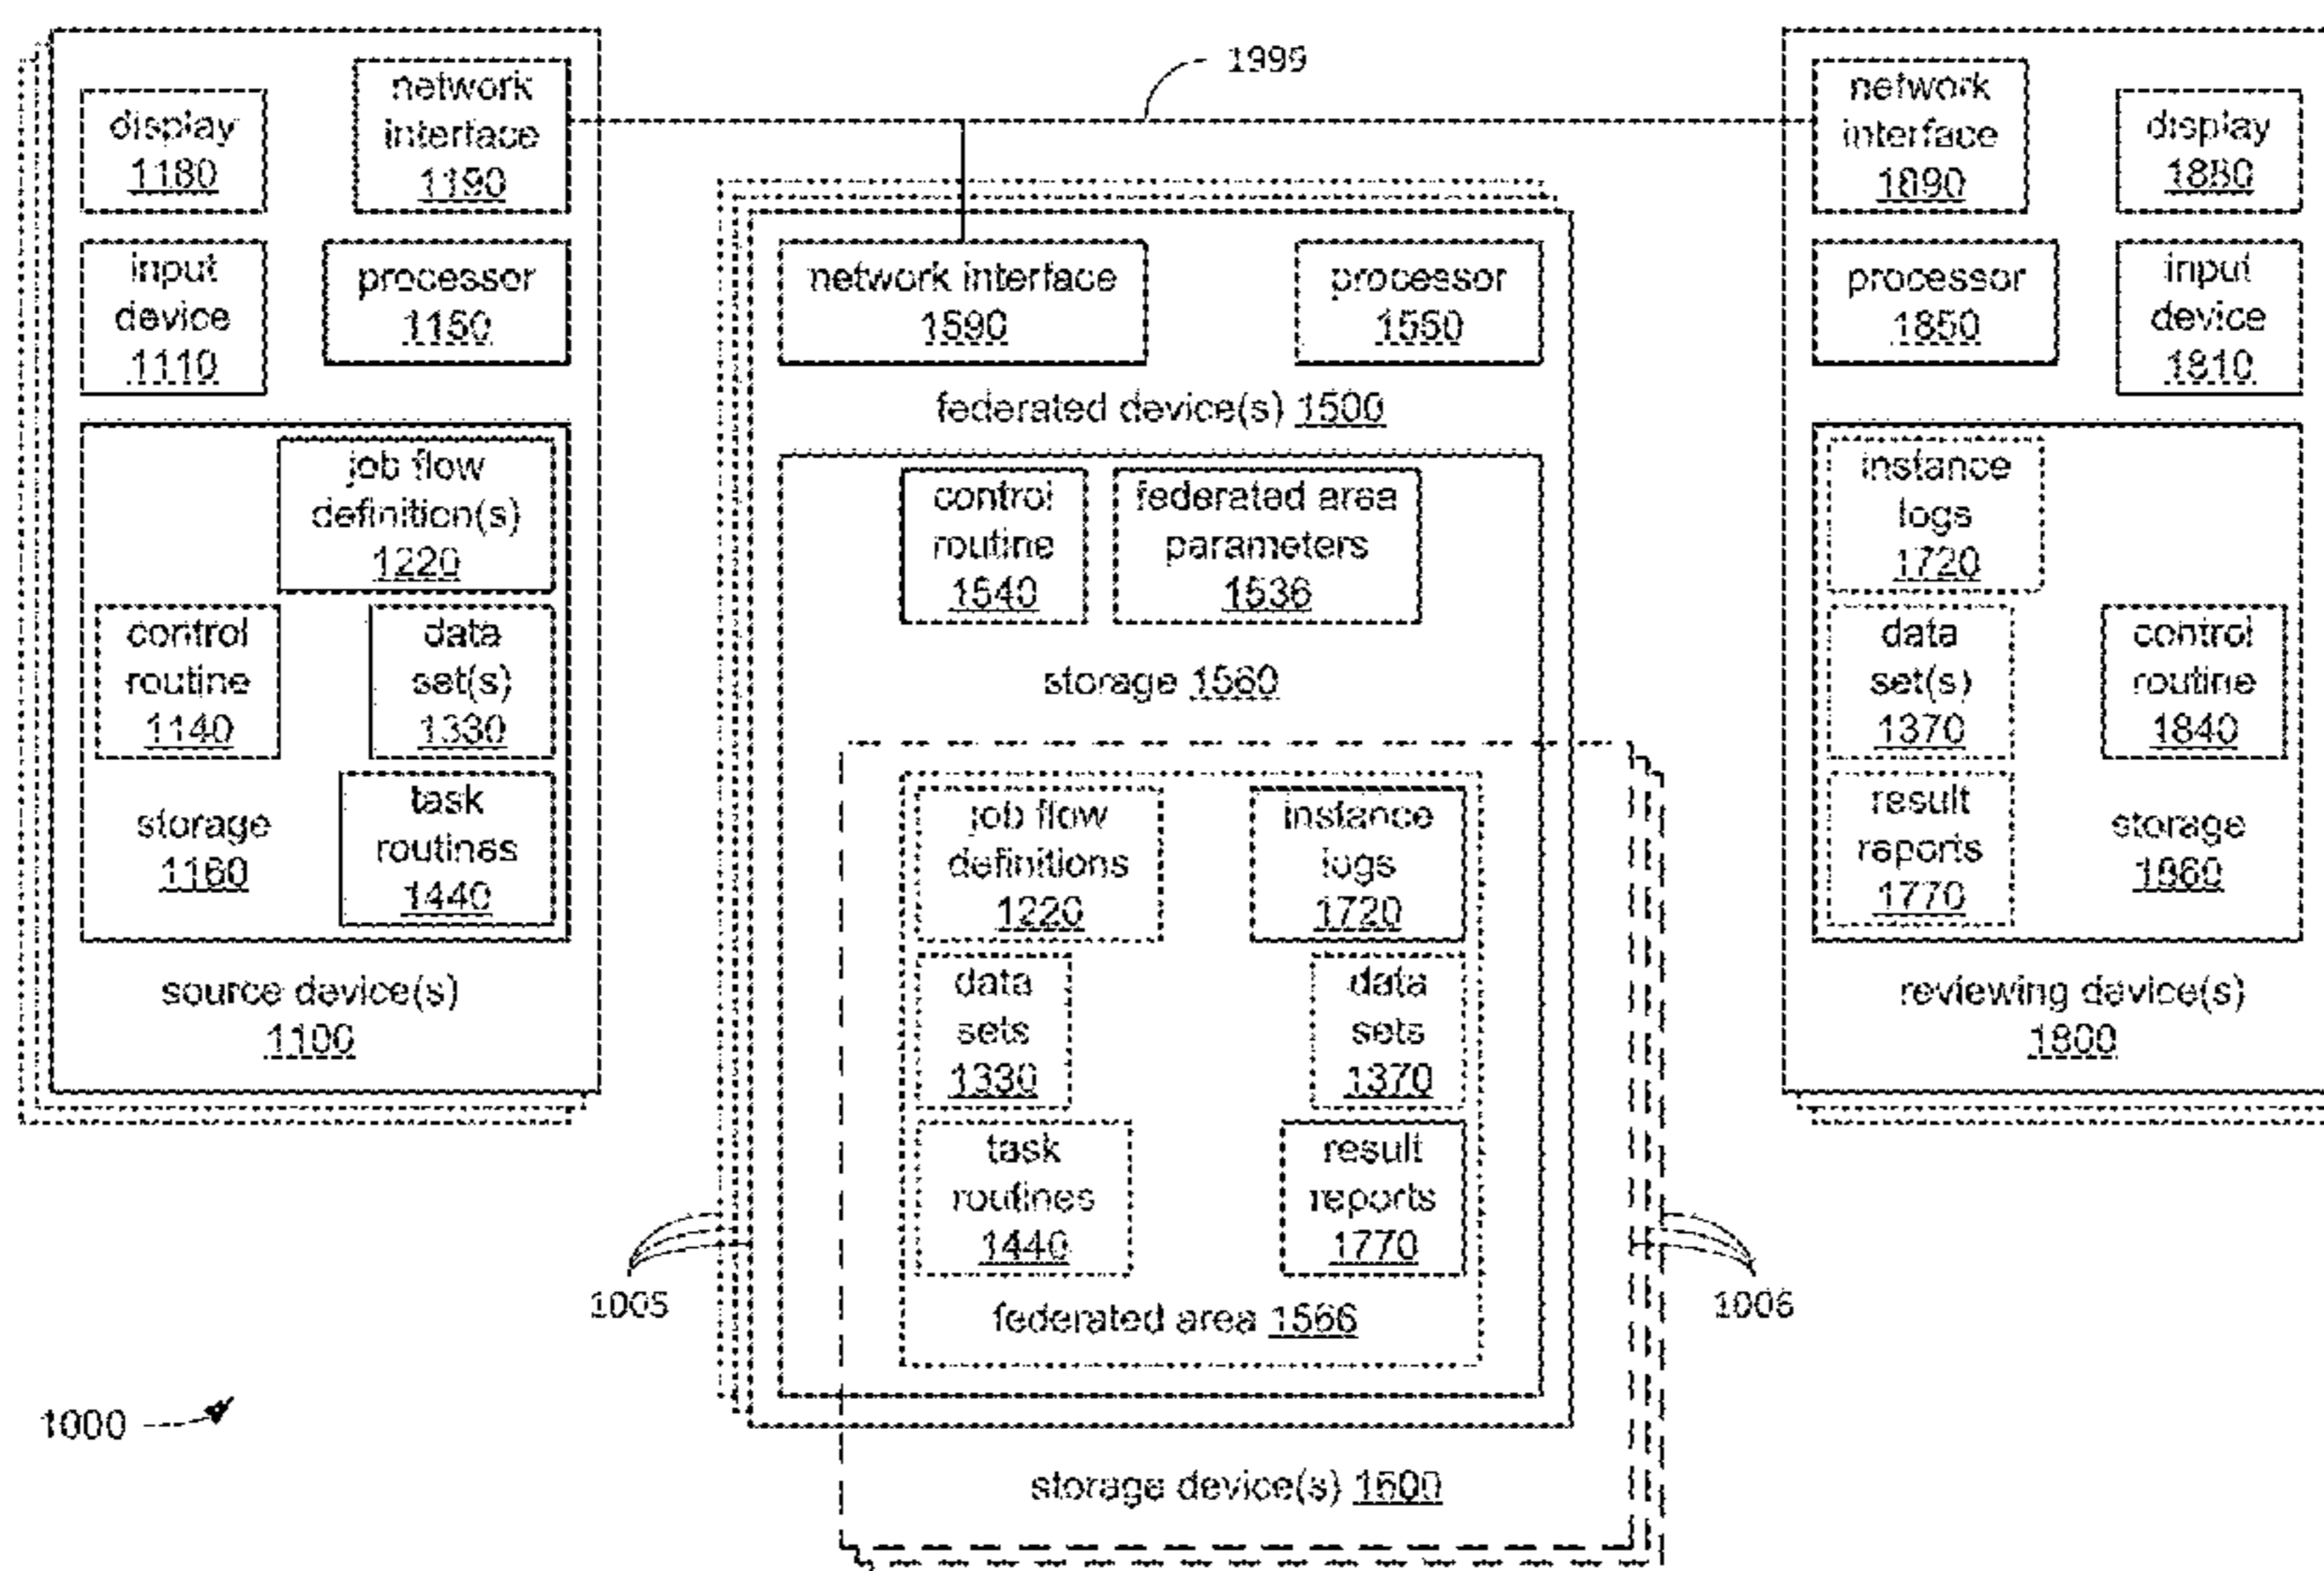 1999
display
1180
network
interface
1190
input
device
1110
processor
1150
job flow
definition(s)
1220
control
routine
1140
data
set(s)
1330
storage
1160
task
routines
1440
source device(s)
1100
network interface
1590
processor
1550
federated device(s) 1500
control
routine
1540
federated area
parameters
1536
storage 1560
job flow
definitions
1220
instance
logs
1720
data
sets
1330
data
sets
1370
task
routines
1440
result
reports
1770
federated area 1566
storage device(s) 1600
1005
1006
network
interface
1890
display
1880
processor
1850
input
device
1810
instance
logs
1720
data
set(s)
1370
control
routine
1840
result
reports
1770
storage
1860
reviewing device(s)
1800
1000